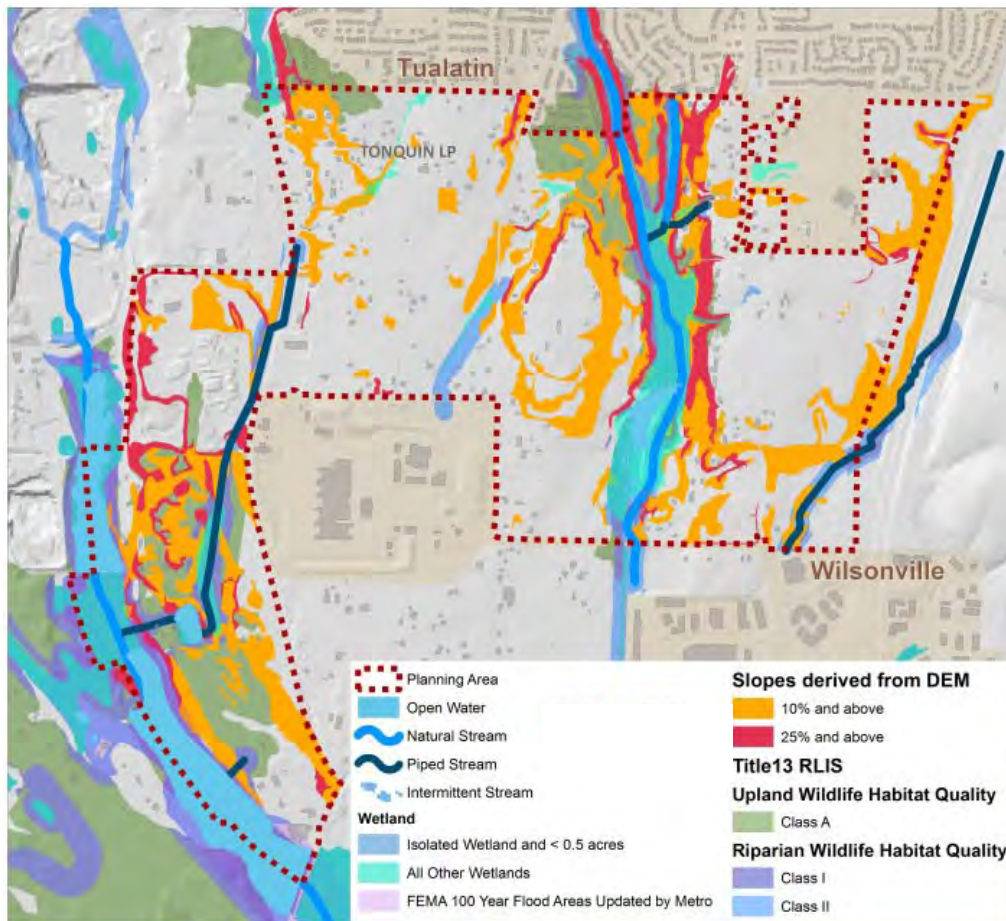 Tualatin
TONQUIN LP
Wilsonville
Planning Area
Open Water
Natural Stream
Piped Stream
Intermittent Stream
Wetland
Isolated Wetland and < 0.5 acres
All Other Wetlands
FEMA 100 Year Flood Areas Updated by Metro
Slopes derived from DEM
10% and above
25% and above
Title13 RLIS
Upland Wildlife Habitat Quality
Class A
Riparian Wildlife Habitat Quality
Class I
Class II